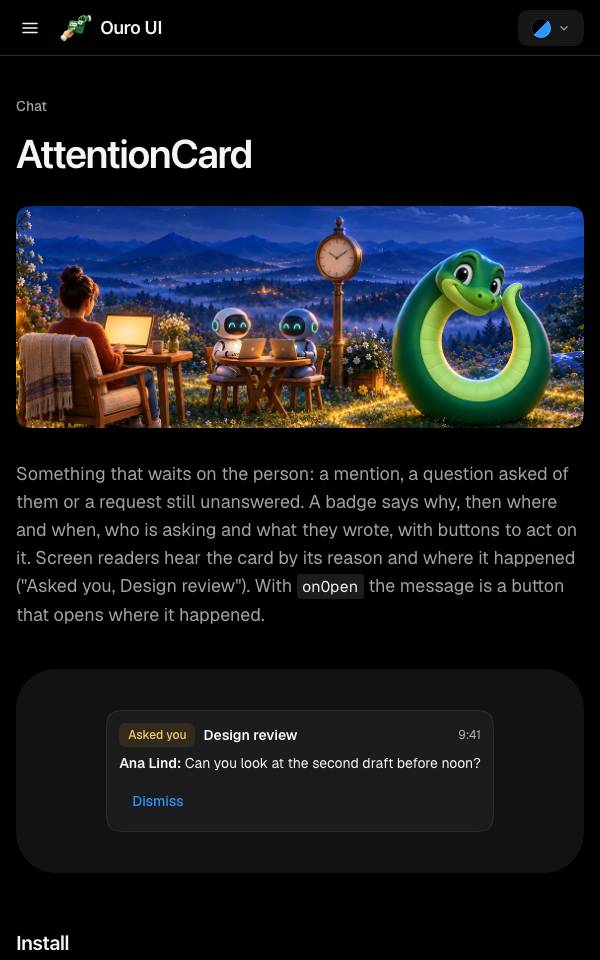 Ouro UI
Chat
AttentionCard
Something that waits on the person: a mention, a question asked of
them or a request still unanswered. A badge says why, then where
and when, who is asking and what they wrote, with buttons to act on
it. Screen readers hear the card by its reason and where it happened
("Asked you, Design review"). With onOpen the message is a button
that opens where it happened.
Asked you Design review 9:41
Ana Lind: Can you look at the second draft before noon?
Dismiss
Install